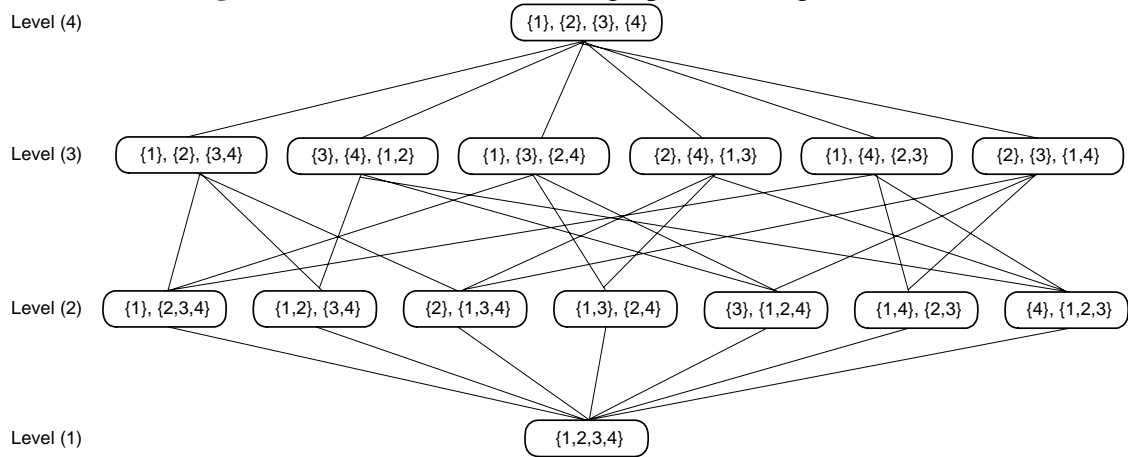 Level (4) {1}, {2}, {3}, {4}
Level (3) {1}, {2}, {3,4} {3}, {4}, {1,2} {1}, {3}, {2,4} {2}, {4}, {1,3} {1}, {4}, {2,3} {2}, {3}, {1,4}
Level (2) {1}, {2,3,4} {1,2}, {3,4} {2}, {1,3,4} {1,3}, {2,4} {3}, {1,2,4} {1,4}, {2,3} {4}, {1,2,3}
Level (1) {1,2,3,4}